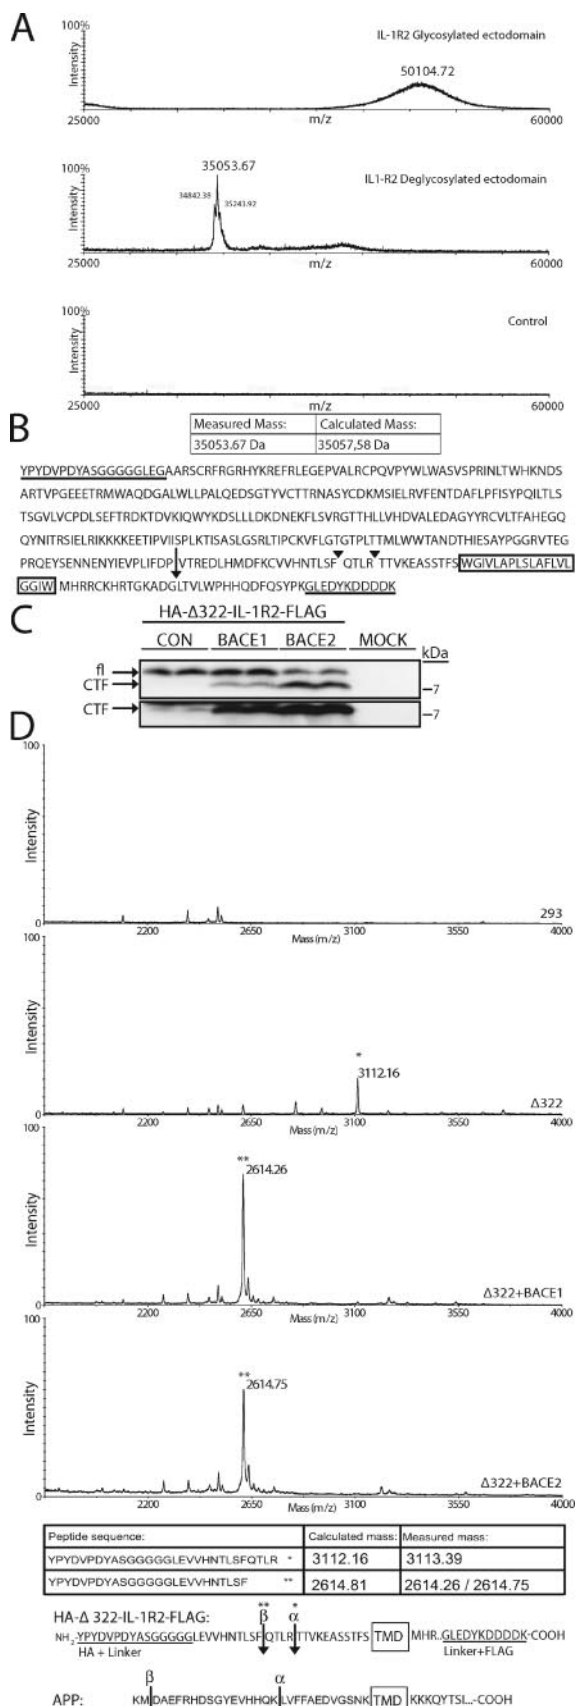 A
100%
Intensity
IL-1R2 Glycosylated ectodomain
50104.72
25000
m/z
60000
100%
Intensity
35053.67
34842.38
35241.92
IL1-R2 Deglycosylated ectodomain
25000
m/z
60000
100%
Intensity
Control
25000
m/z
60000
B
Measured Mass: Calculated Mass:
35053.67 Da 35057,58 Da
YPYDVPDYASGGGGGLEGAARSCRFRGRHYKREFRLEGEPVALRCPQVPYWLWASVSPRINLTWHKNDS
ARTVPGEEETRMWAQDGALWLLPALQEDSGTYVCTTRNASYCDKMSIELRVFENTDAFLPFISYPQILTLS
TSGVLVCPDLSEFTRDKTDVKIQWYKDSLLLDKDNEKFLSVRGTTHLLVHDVALEDAGYYRCVLTFAHEGQ
QYNITRSIELRIKKKKEETIPVIISPLKTISASLGSRLTIPCKVFLGTGTPLTTMLWWTANDTHIESAYPGGRVTEG
PRQEYSENNENYIEVPLIFDPVTREDLHMDFKCVVHNTLSF QTLR TTVKEASSTFS WGIVLAPLSLAFLVL
GGIW MHRRCKHRTGKADGLTVLWPHHQDFQSYPKGLEDYKDDDDK
C
HA-Δ322-IL-1R2-FLAG
CON BACE1 BACE2 MOCK
kDa
fl
CTF
7
CTF
7
D
100
Intensity
293
0
2200 2650 3100 3550 4000
Mass (m/z)
100
Intensity
*
3112.16
Δ322
0
2200 2650 3100 3550 4000
Mass (m/z)
100
Intensity
**
2614.26
Δ322+BACE1
0
2200 2650 3100 3550 4000
Mass (m/z)
100
Intensity
**
2614.75
Δ322+BACE2
0
2200 2650 3100 3550 4000
Mass (m/z)
Peptide sequence: Calculated mass: Measured mass:
YPYDVPDYASGGGGGLEVVHNTLSFQTLR * 3112.16 3113.39
YPYDVPDYASGGGGGLEVVHNTLSF ** 2614.81 2614.26 / 2614.75
HA-Δ 322-IL-1R2-FLAG:
** *
β α
NH2-YPYDVPDYASGGGGGLEVVHNTLSFQTLRTTVKEASSTFS TMD MHR..GLEDYKDDDDK-COOH
HA + Linker
Linker+FLAG
β α
APP: KMDAEFRHDSGYEVHHQKLVFFAEDVGSNK TMD KKKQYTSI...-COOH